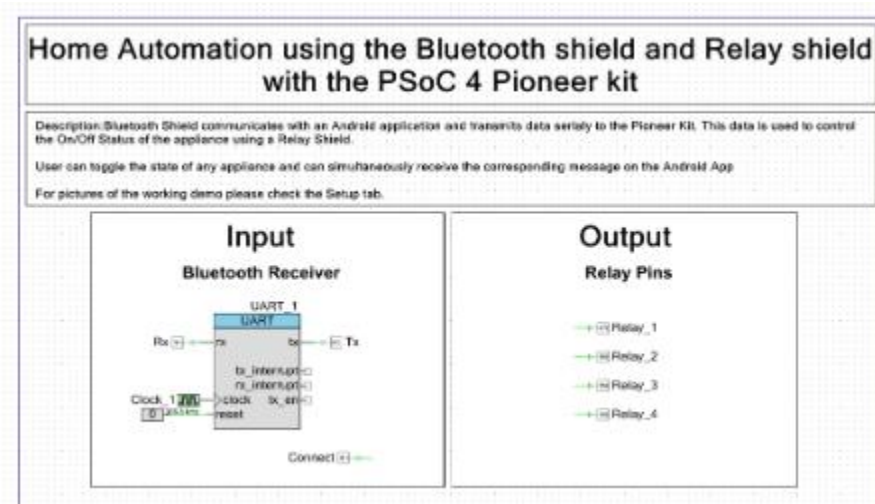 Home Automation using the Bluetooth shield and Relay shield
with the PSoC 4 Pioneer kit
Description:Bluetooth Shield communicates with an Android application and transmits data serially to the Pioneer Kit. This data is used to control
the On/Off Status of the appliance using a Relay Shield.
User can toggle the state of any appliance and can simultaneously receive the corresponding message on the Android App
For pictures of the working demo please check the Setup tab.
Input
Bluetooth Receiver
UART_1
UART
Rx
rx
tx
Tx
tx_interrupt
rx_interrupt
Clock_1
clock
tx_en
0
reset
Connect
Output
Relay Pins
Relay_1
Relay_2
Relay_3
Relay_4